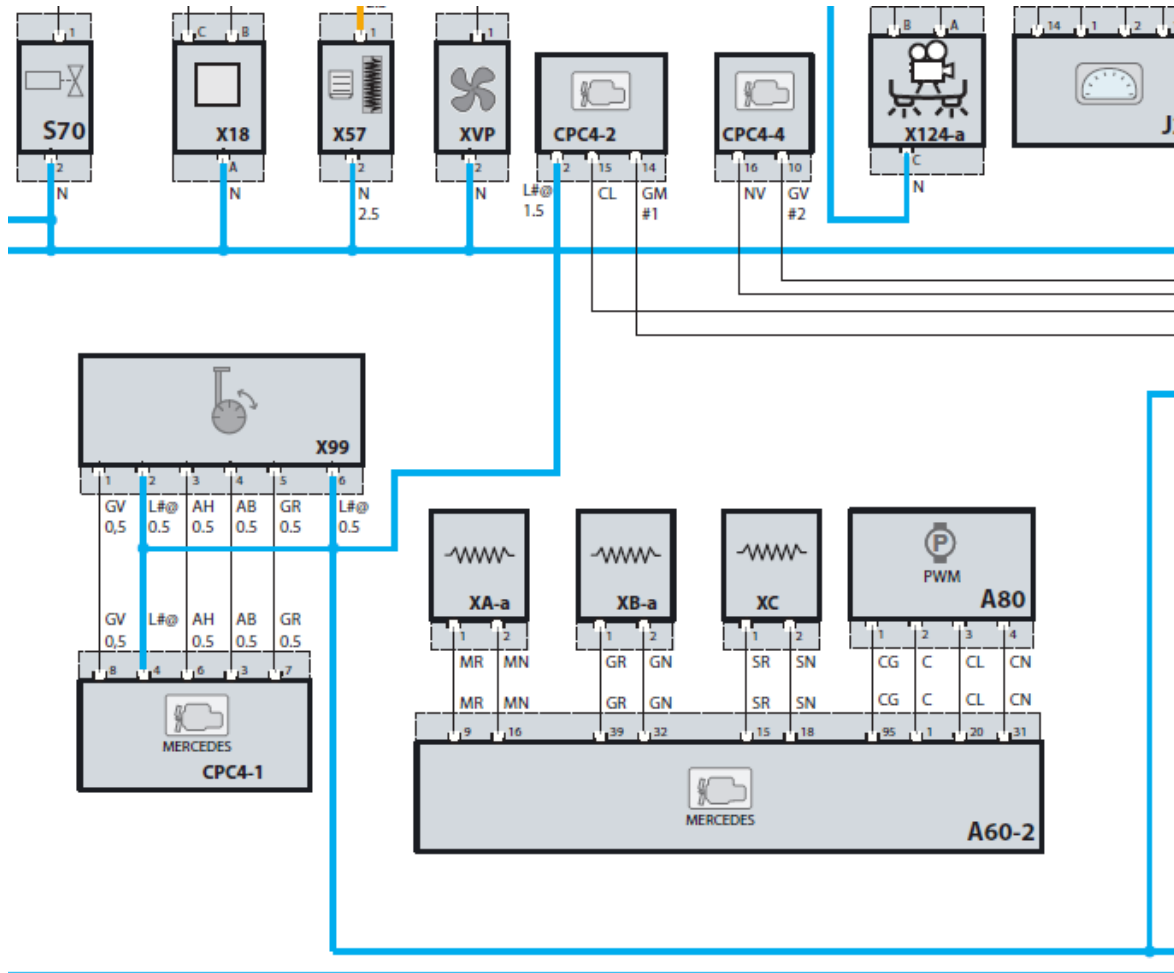 1 C B 1 1 B A 14 1 2
S70 X18 X57 XVP CPC4-2 CPC4-4 X124-a
2 A 2 2 2 15 14 16 10 C
N N N N L#@ CL GM NV GV N
2.5 1.5 #1 #2
X99
1 2 3 4 5 6
GV L#@ AH AB GR L#@
0,5 0.5 0.5 0.5 0.5 0.5
GV L#@ AH AB GR
0,5 0.5 0.5 0.5
8 4 6 3 7
MERCEDES
CPC4-1
P
PWM
XA-a XB-a XC A80
1 2 1 2 1 2 1 2 3 4
MR MN GR GN SR SN CG C CL CN
MR MN GR GN SR SN CG C CL CN
9 16 39 32 15 18 95 1 20 31
MERCEDES
A60-2